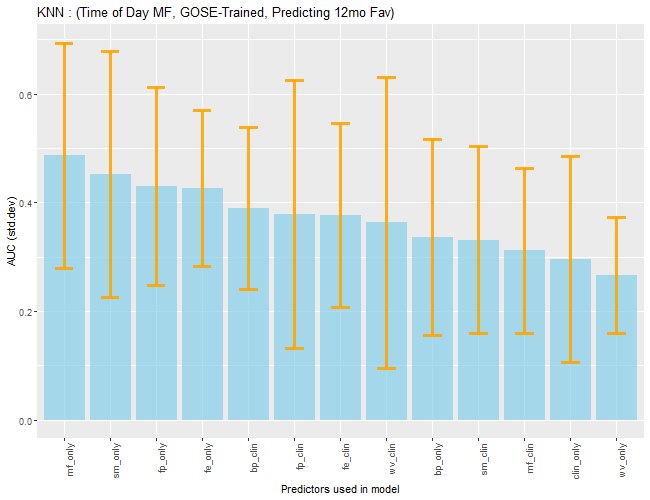 KNN : (Time of Day MF, GOSE-Trained, Predicting 12mo Fav)
AUC (std.dev)
0.6
0.4
0.2
0.0
mf_only
sm_only
fp_only
fe_only
bp_clin
fp_clin
fe_clin
wv_clin
bp_only
sm_clin
mf_clin
clin_only
wv_only
Predictors used in model